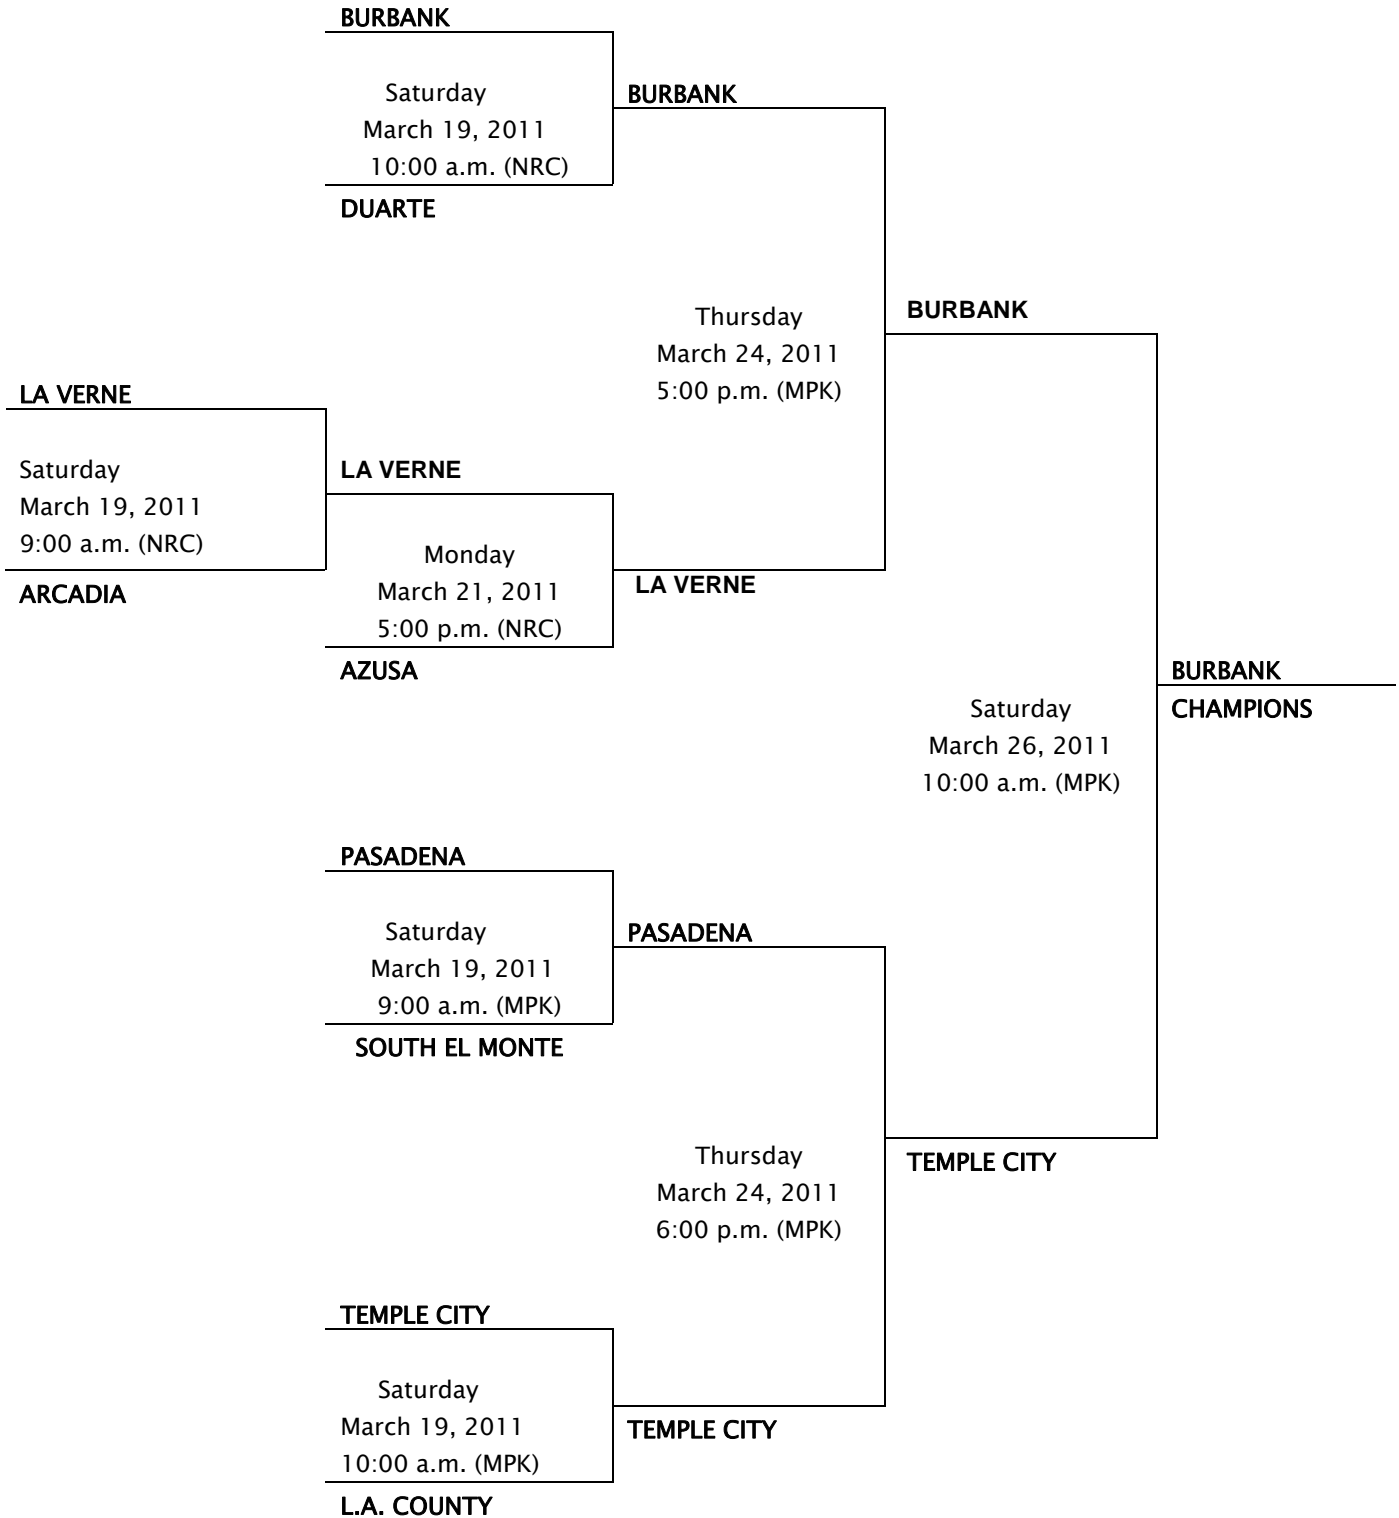 BURBANK
Saturday
March 19, 2011
10:00 a.m. (NRC)
DUARTE
BURBANK
Thursday
March 24, 2011
5:00 p.m. (MPK)
BURBANK
LA VERNE
Saturday
March 19, 2011
9:00 a.m. (NRC)
ARCADIA
LA VERNE
Monday
March 21, 2011
5:00 p.m. (NRC)
AZUSA
LA VERNE
BURBANK
CHAMPIONS
Saturday
March 26, 2011
10:00 a.m. (MPK)
PASADENA
Saturday
March 19, 2011
9:00 a.m. (MPK)
SOUTH EL MONTE
PASADENA
Thursday
March 24, 2011
6:00 p.m. (MPK)
TEMPLE CITY
TEMPLE CITY
Saturday
March 19, 2011
10:00 a.m. (MPK)
L.A. COUNTY
TEMPLE CITY